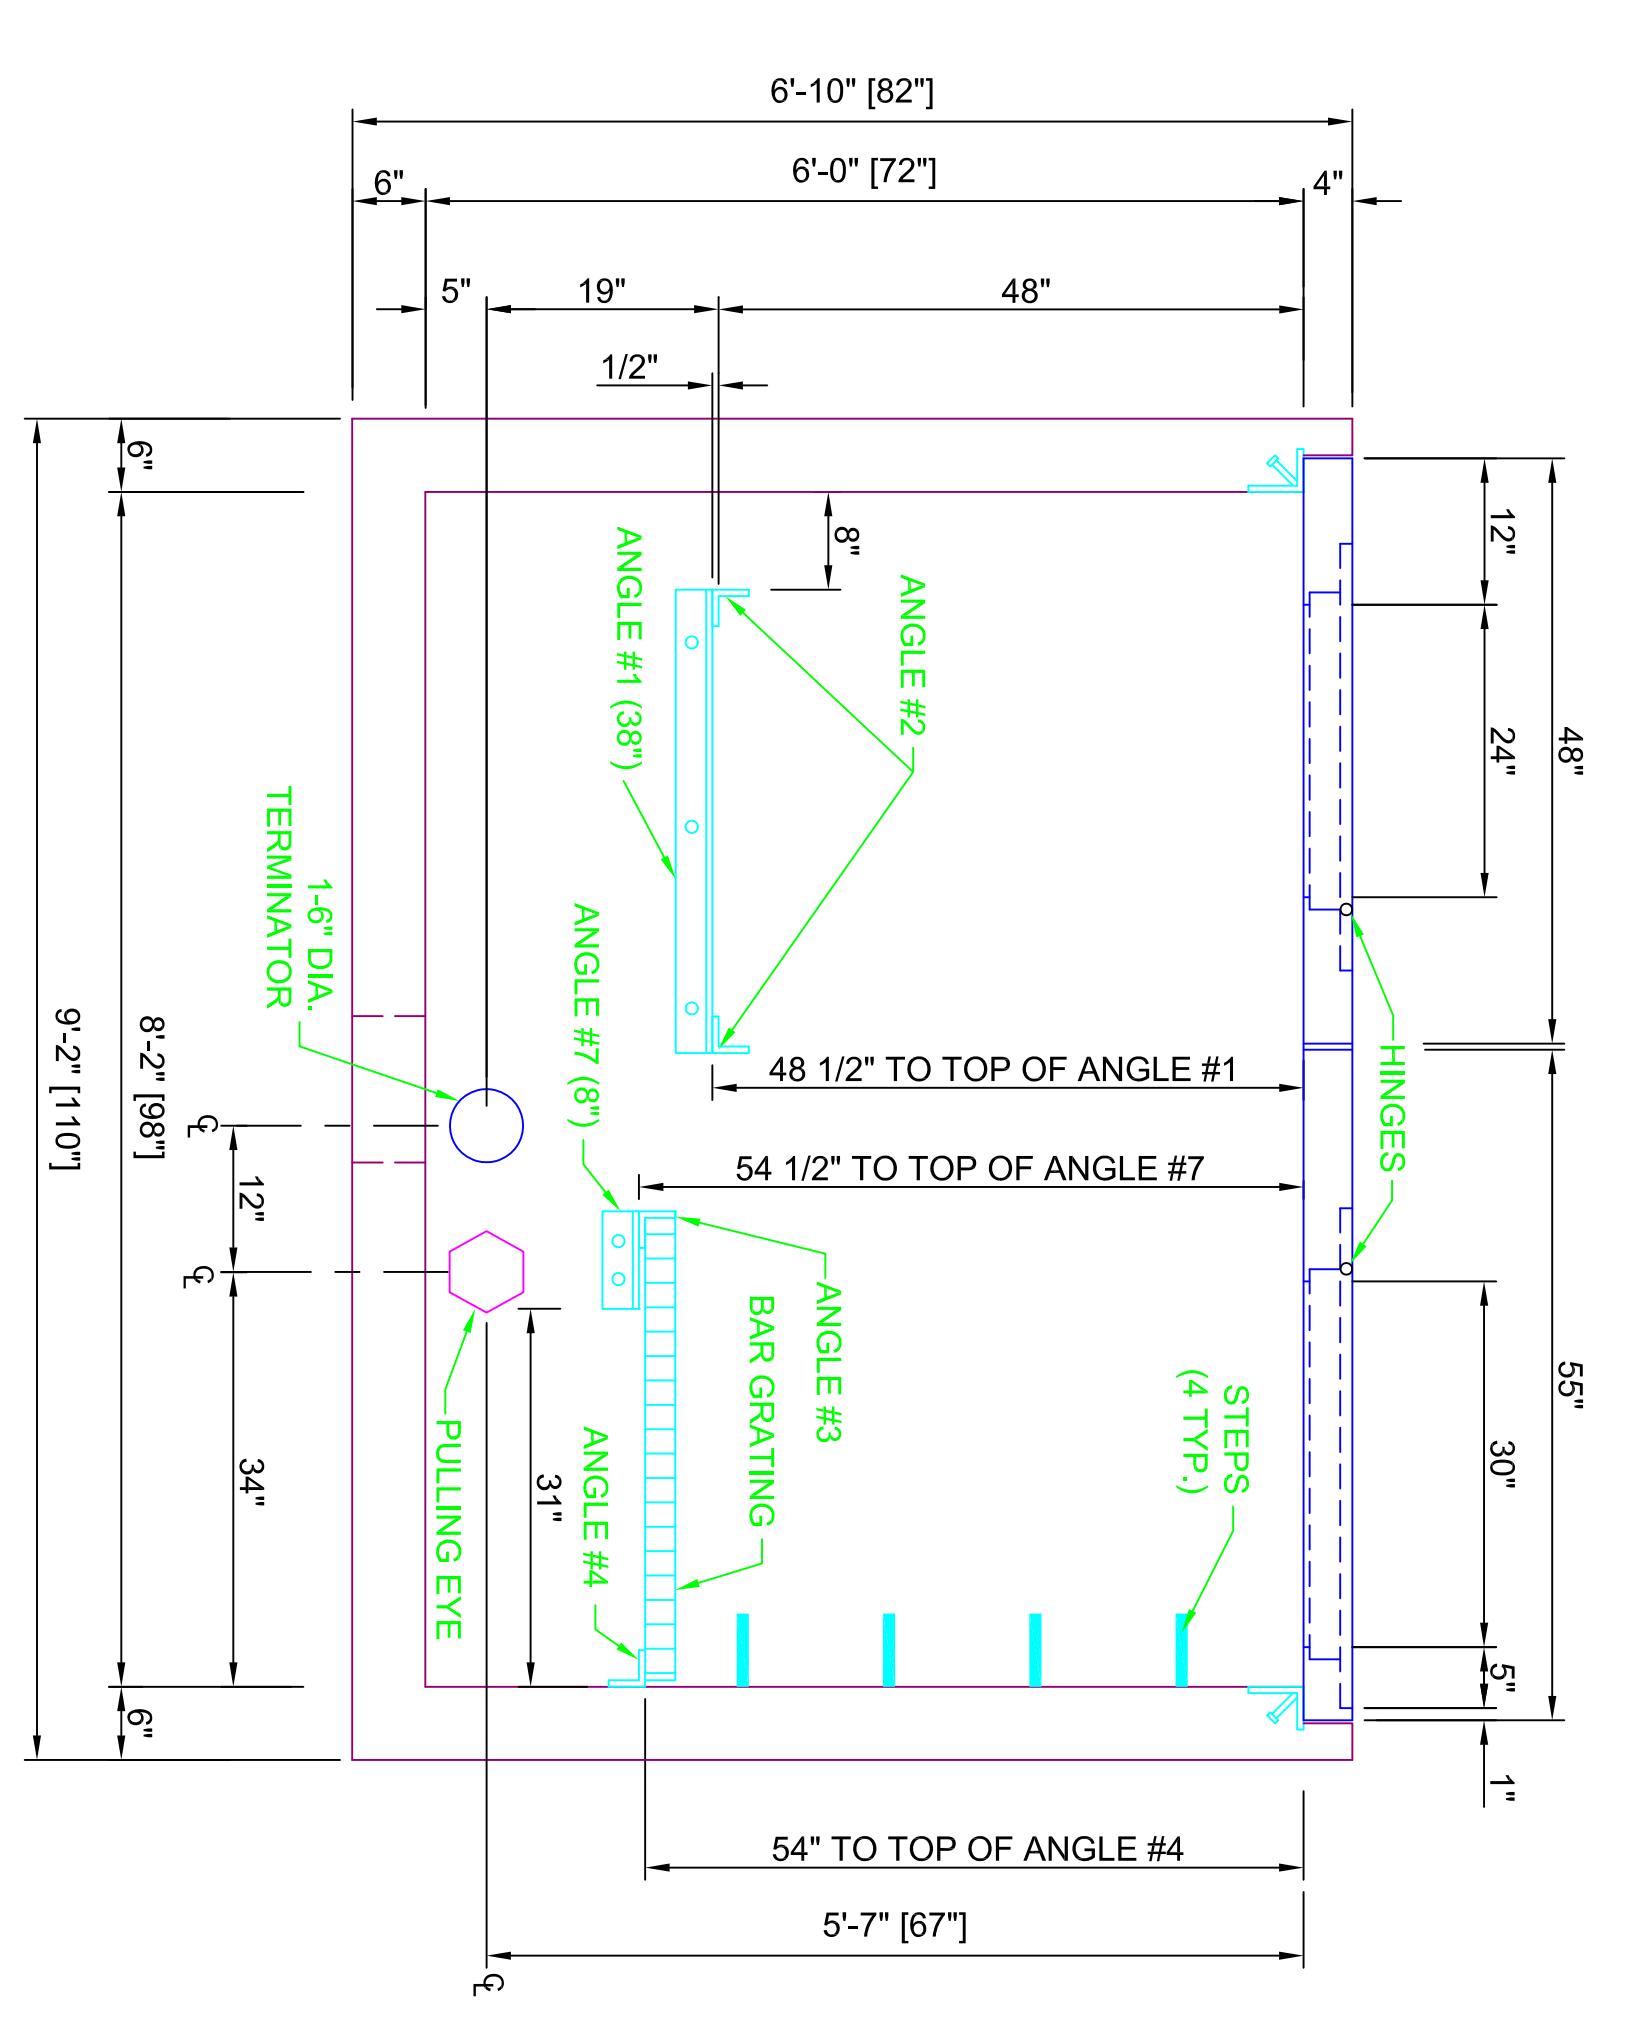 6'-10" [82"]
6'-0" [72"]
6"
4"
5"
19"
48"
1/2"
6"
8"
12"
48"
24"
ANGLE #2
ANGLE #1 (38")
1-6" DIA.
TERMINATOR
ANGLE #7 (8")
HINGES
48 1/2" TO TOP OF ANGLE #1
54 1/2" TO TOP OF ANGLE #7
9'-2" [110"]
8'-2" [98"]
CL
12"
CL
34"
ANGLE #3
BAR GRATING
STEPS
(4 TYP.)
55"
30"
PULLING EYE
31"
ANGLE #4
5"
6"
1"
54" TO TOP OF ANGLE #4
5'-7" [67"]
CL